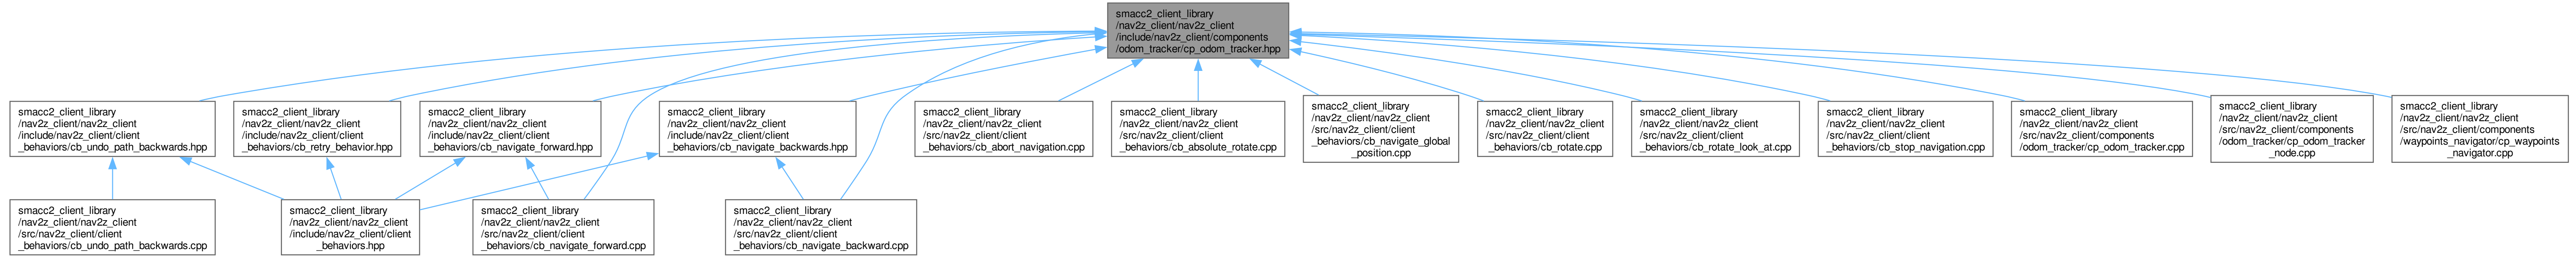 smacc2_client_library
/nav2z_client/nav2z_client
/include/nav2z_client/components
/odom_tracker/cp_odom_tracker.hpp
smacc2_client_library
/nav2z_client/nav2z_client
/include/nav2z_client/client
_behaviors/cb_undo_path_backwards.hpp
smacc2_client_library
/nav2z_client/nav2z_client
/include/nav2z_client/client
_behaviors/cb_retry_behavior.hpp
smacc2_client_library
/nav2z_client/nav2z_client
/include/nav2z_client/client
_behaviors/cb_navigate_forward.hpp
smacc2_client_library
/nav2z_client/nav2z_client
/include/nav2z_client/client
_behaviors/cb_navigate_backwards.hpp
smacc2_client_library
/nav2z_client/nav2z_client
/src/nav2z_client/client
_behaviors/cb_abort_navigation.cpp
smacc2_client_library
/nav2z_client/nav2z_client
/src/nav2z_client/client
_behaviors/cb_absolute_rotate.cpp
smacc2_client_library
/nav2z_client/nav2z_client
/src/nav2z_client/client
_behaviors/cb_navigate_global
_position.cpp
smacc2_client_library
/nav2z_client/nav2z_client
/src/nav2z_client/client
_behaviors/cb_rotate.cpp
smacc2_client_library
/nav2z_client/nav2z_client
/src/nav2z_client/client
_behaviors/cb_rotate_look_at.cpp
smacc2_client_library
/nav2z_client/nav2z_client
/src/nav2z_client/client
_behaviors/cb_stop_navigation.cpp
smacc2_client_library
/nav2z_client/nav2z_client
/src/nav2z_client/components
/odom_tracker/cp_odom_tracker.cpp
smacc2_client_library
/nav2z_client/nav2z_client
/src/nav2z_client/components
/odom_tracker/cp_odom_tracker
_node.cpp
smacc2_client_library
/nav2z_client/nav2z_client
/src/nav2z_client/components
/waypoints_navigator/cp_waypoints
_navigator.cpp
smacc2_client_library
/nav2z_client/nav2z_client
/src/nav2z_client/client
_behaviors/cb_undo_path_backwards.cpp
smacc2_client_library
/nav2z_client/nav2z_client
/include/nav2z_client/client
_behaviors.hpp
smacc2_client_library
/nav2z_client/nav2z_client
/src/nav2z_client/client
_behaviors/cb_navigate_forward.cpp
smacc2_client_library
/nav2z_client/nav2z_client
/src/nav2z_client/client
_behaviors/cb_navigate_backward.cpp